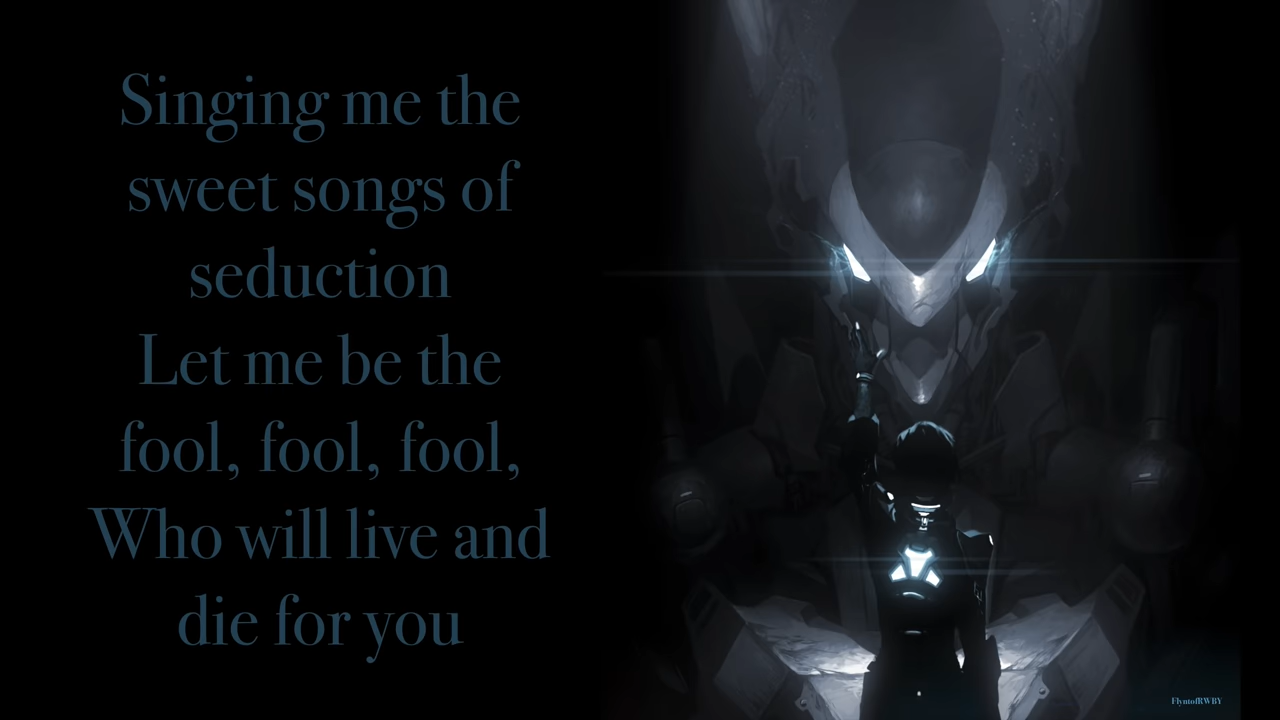 Singing me the
sweet songs of
seduction
Let me be the
fool, fool, fool,
Who will live and
die for you
FlyntofRWBY